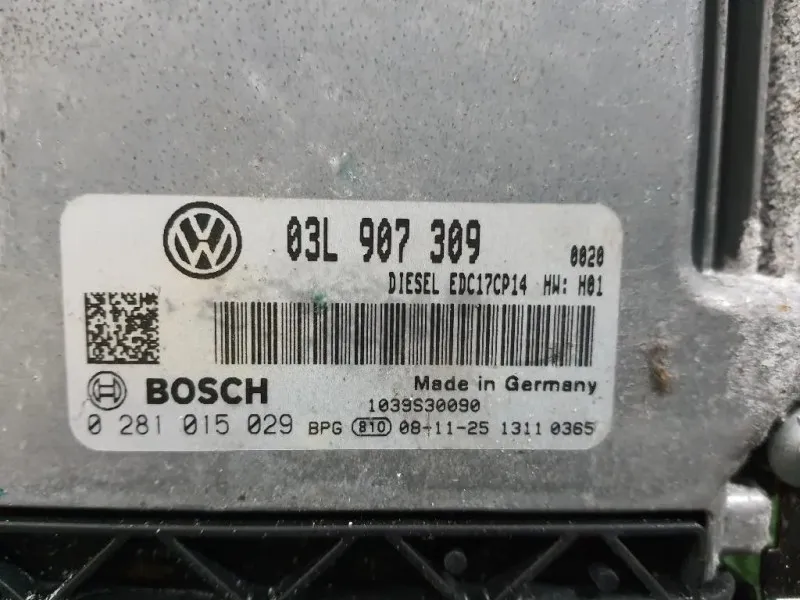 03L 907 309
0020
DIESEL EDC17CP14 HW: H01
BOSCH
Made in Germany
1039S30090
0 281 015 029 BPG 810 08-11-25 1311 0365